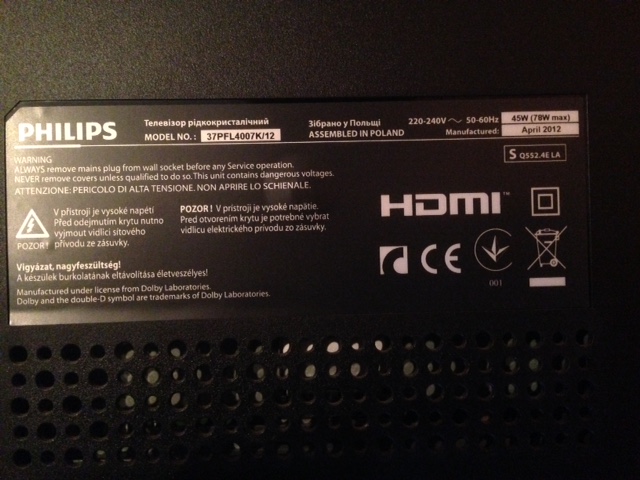 PHILIPS
Телевізор рідкокристалічний
MODEL NO. : 37PFL4007K/12
Зібрано у Польщі
ASSEMBLED IN POLAND
220-240V ~ 50-60Hz 45W (78W max)
Manufactured: April 2012
S Q552.4E LA
WARNING
ALWAYS remove mains plug from wall socket before any Service operation.
NEVER remove covers unless qualified to do so. This unit contains dangerous voltages.
ATTENZIONE: PERICOLO DI ALTA TENSIONE. NON APRIRE LO SCHIENALE.
POZOR!
V přístroji je vysoké napětí
Před odejmutím krytu nutno
vyjmout vidlici síťového
přívodu ze zásuvky.
POZOR! V prístroji je vysoké napätie.
Pred otvorením krytu je potrebné vybrat
vidlicu elektrického prívodu zo zásuvky.
HDMI™
CE
001
Vigyázat, nagyfeszültség!
A készülek burkolatának eltávolítása életveszélyes!
Manufactured under license from Dolby Laboratories.
Dolby and the double-D symbol are trademarks of Dolby Laboratories.